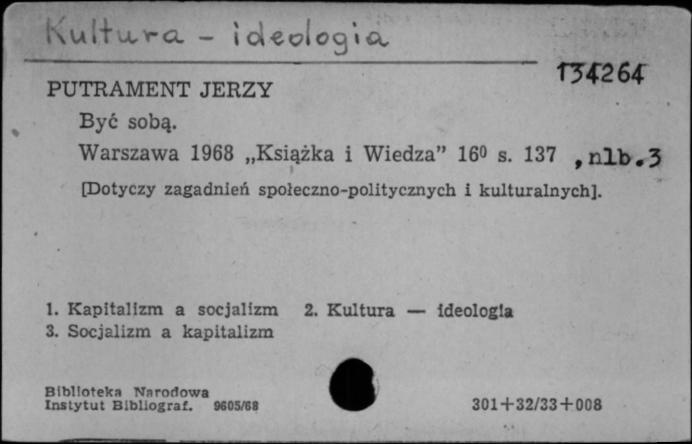 Kultura - ideologia
134264
PUTRAMENT JERZY
Być sobą.
Warszawa 1968 „Książka i Wiedza” 16⁰ s. 137 , nlb. 3
[Dotyczy zagadnień społeczno-politycznych i kulturalnych].
1. Kapitalizm a socjalizm 2. Kultura — ideologia
3. Socjalizm a kapitalizm
Biblioteka Narodowa
Instytut Bibliograf. 9605/68
301+32/33+008